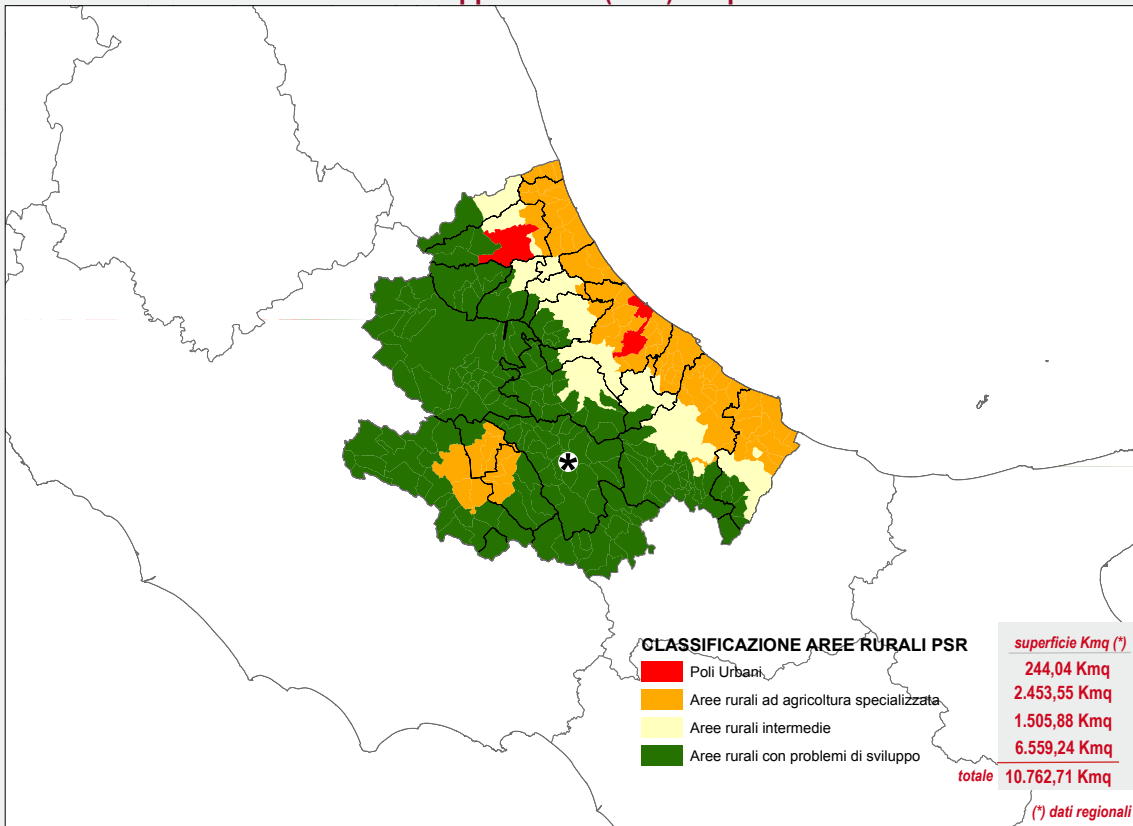 CLASSIFICAZIONE AREE RURALI PSR
superficie Kmq (*)
Poli Urbani
244,04 Kmq
Aree rurali ad agricoltura specializzata
2.453,55 Kmq
Aree rurali intermedie
1.505,88 Kmq
Aree rurali con problemi di sviluppo
6.559,24 Kmq
totale 10.762,71 Kmq
(*) dati regionali
*